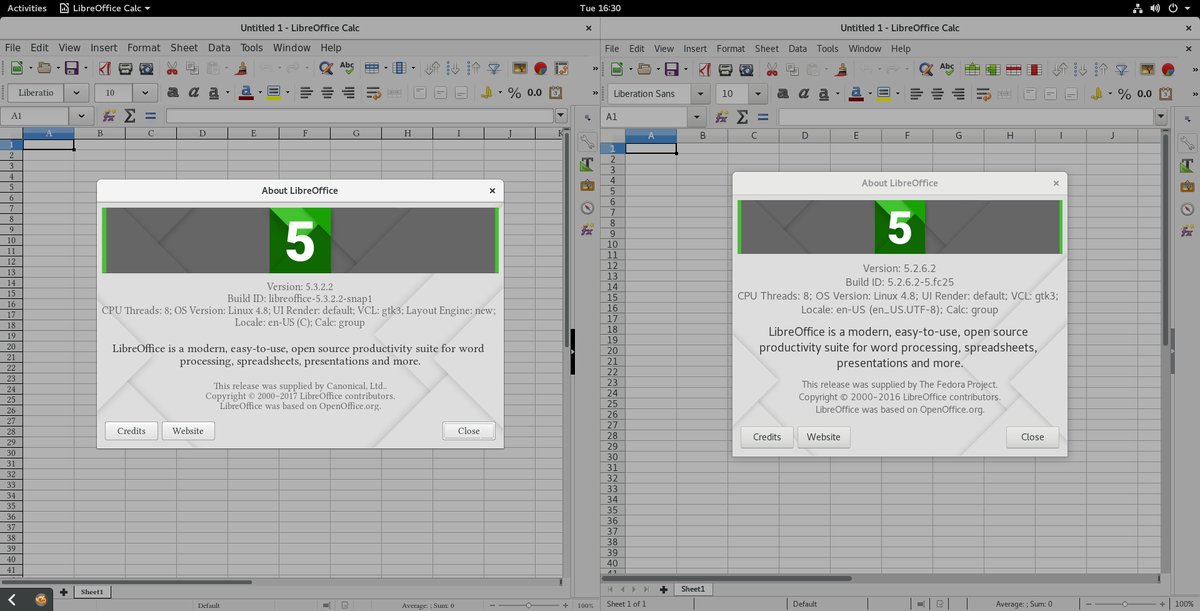 Activities LibreOffice Calc Tue 16:30
Untitled 1 - LibreOffice Calc
File Edit View Insert Format Sheet Data Tools Window Help
Liberatio 10
% 0.0
A1
A B C D E F G H I J K
1
2
3
4
5
6
7
8
9
10
11
12
13
14
15
16
17
18
19
20
21
22
23
24
25
26
27
28
29
30
31
32
33
34
35
36
37
38
39
40
41
About LibreOffice
5
Version: 5.3.2.2
Build ID: libreoffice-5.3.2.2-snap1
CPU Threads: 8; OS Version: Linux 4.8; UI Render: default; VCL: gtk3; Layout Engine: new;
Locale: en-US (C); Calc: group
LibreOffice is a modern, easy-to-use, open source productivity suite for word
processing, spreadsheets, presentations and more.
This release was supplied by Canonical, Ltd..
Copyright © 2000–2017 LibreOffice contributors.
LibreOffice was based on OpenOffice.org.
Credits Website Close
Sheet1
Default Average: ; Sum: 0 100%
Untitled 1 - LibreOffice Calc
File Edit View Insert Format Sheet Data Tools Window Help
Liberation Sans 10
% 0.0
A1
A B C D E F G H I J
1
2
3
4
5
6
7
8
9
10
11
12
13
14
15
16
17
18
19
20
21
22
23
24
25
26
27
28
29
30
31
32
33
34
35
36
37
38
39
40
41
About LibreOffice
5
Version: 5.2.6.2
Build ID: 5.2.6.2-5.fc25
CPU Threads: 8; OS Version: Linux 4.8; UI Render: default; VCL: gtk3;
Locale: en-US (en_US.UTF-8); Calc: group
LibreOffice is a modern, easy-to-use, open source
productivity suite for word processing, spreadsheets,
presentations and more.
This release was supplied by The Fedora Project.
Copyright © 2000–2016 LibreOffice contributors.
LibreOffice was based on OpenOffice.org.
Credits Website Close
Sheet1
Sheet 1 of 1 Default Average: ; Sum: 0 100%